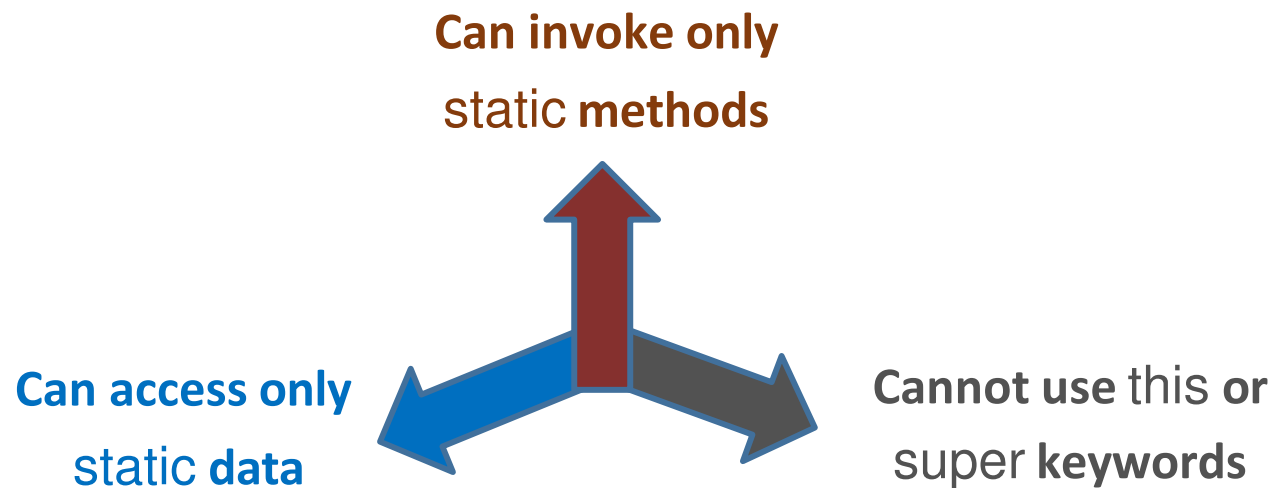 Can invoke only
static methods
Can access only
static data
Cannot use this or
super keywords